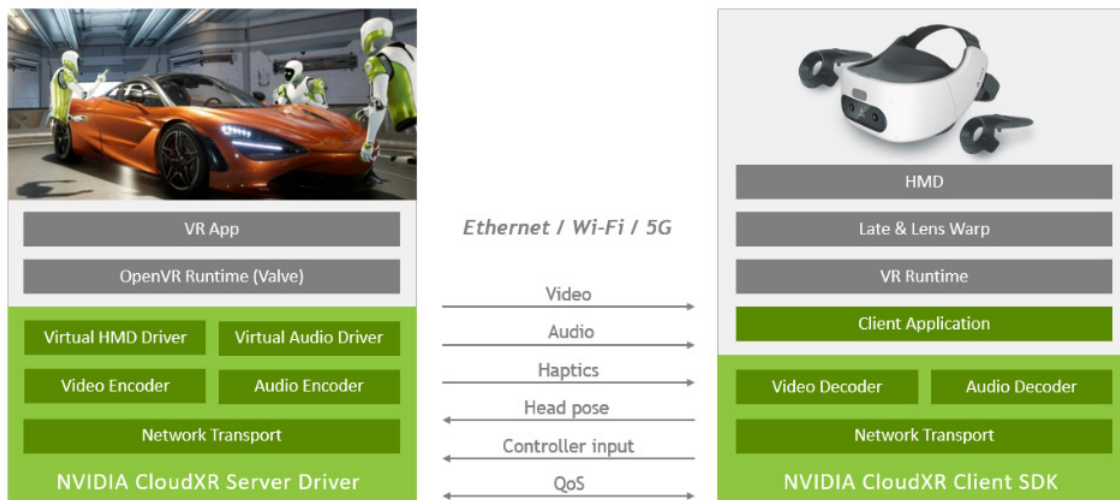 VR App
OpenVR Runtime (Valve)
Virtual HMD Driver
Virtual Audio Driver
Video Encoder
Audio Encoder
Network Transport
NVIDIA CloudXR Server Driver
Ethernet / Wi-Fi / 5G
Video
Audio
Haptics
Head pose
Controller input
QoS
HMD
Late & Lens Warp
VR Runtime
Client Application
Video Decoder
Audio Decoder
Network Transport
NVIDIA CloudXR Client SDK